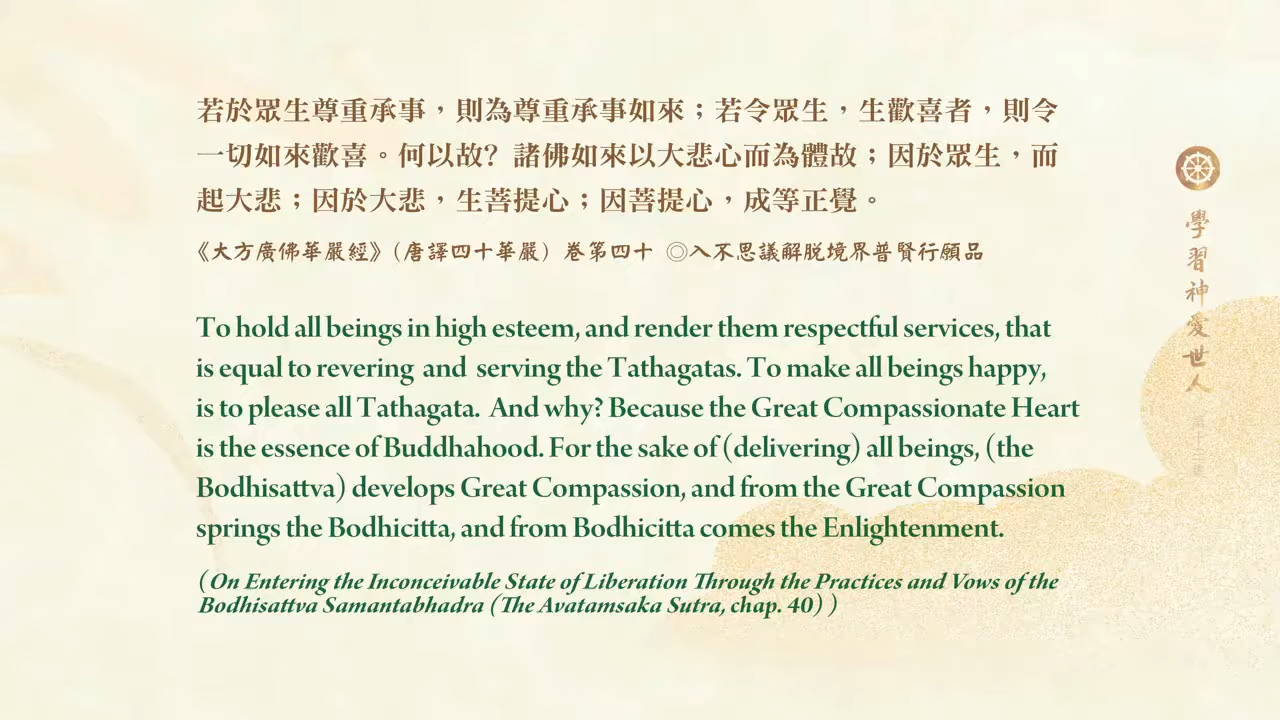 若於眾生尊重承事，則為尊重承事如來；若令眾生，生歡喜者，則令
一切如來歡喜。何以故？諸佛如來以大悲心而為體故；因於眾生，而
起大悲；因於大悲，生菩提心；因菩提心，成等正覺。
《大方廣佛華嚴經》（唐譯四十華嚴） 卷第四十 ◎入不思議解脫境界普賢行願品
To hold all beings in high esteem, and render them respectful services, that
is equal to revering and serving the Tathagatas. To make all beings happy,
is to please all Tathagata. And why? Because the Great Compassionate Heart
is the essence of Buddhahood. For the sake of (delivering) all beings, (the
Bodhisattva) develops Great Compassion, and from the Great Compassion
springs the Bodhicitta, and from Bodhicitta comes the Enlightenment.
(On Entering the Inconceivable State of Liberation Through the Practices and Vows of the
Bodhisattva Samantabhadra (The Avatamsaka Sutra, chap. 40) )
學習神愛世人